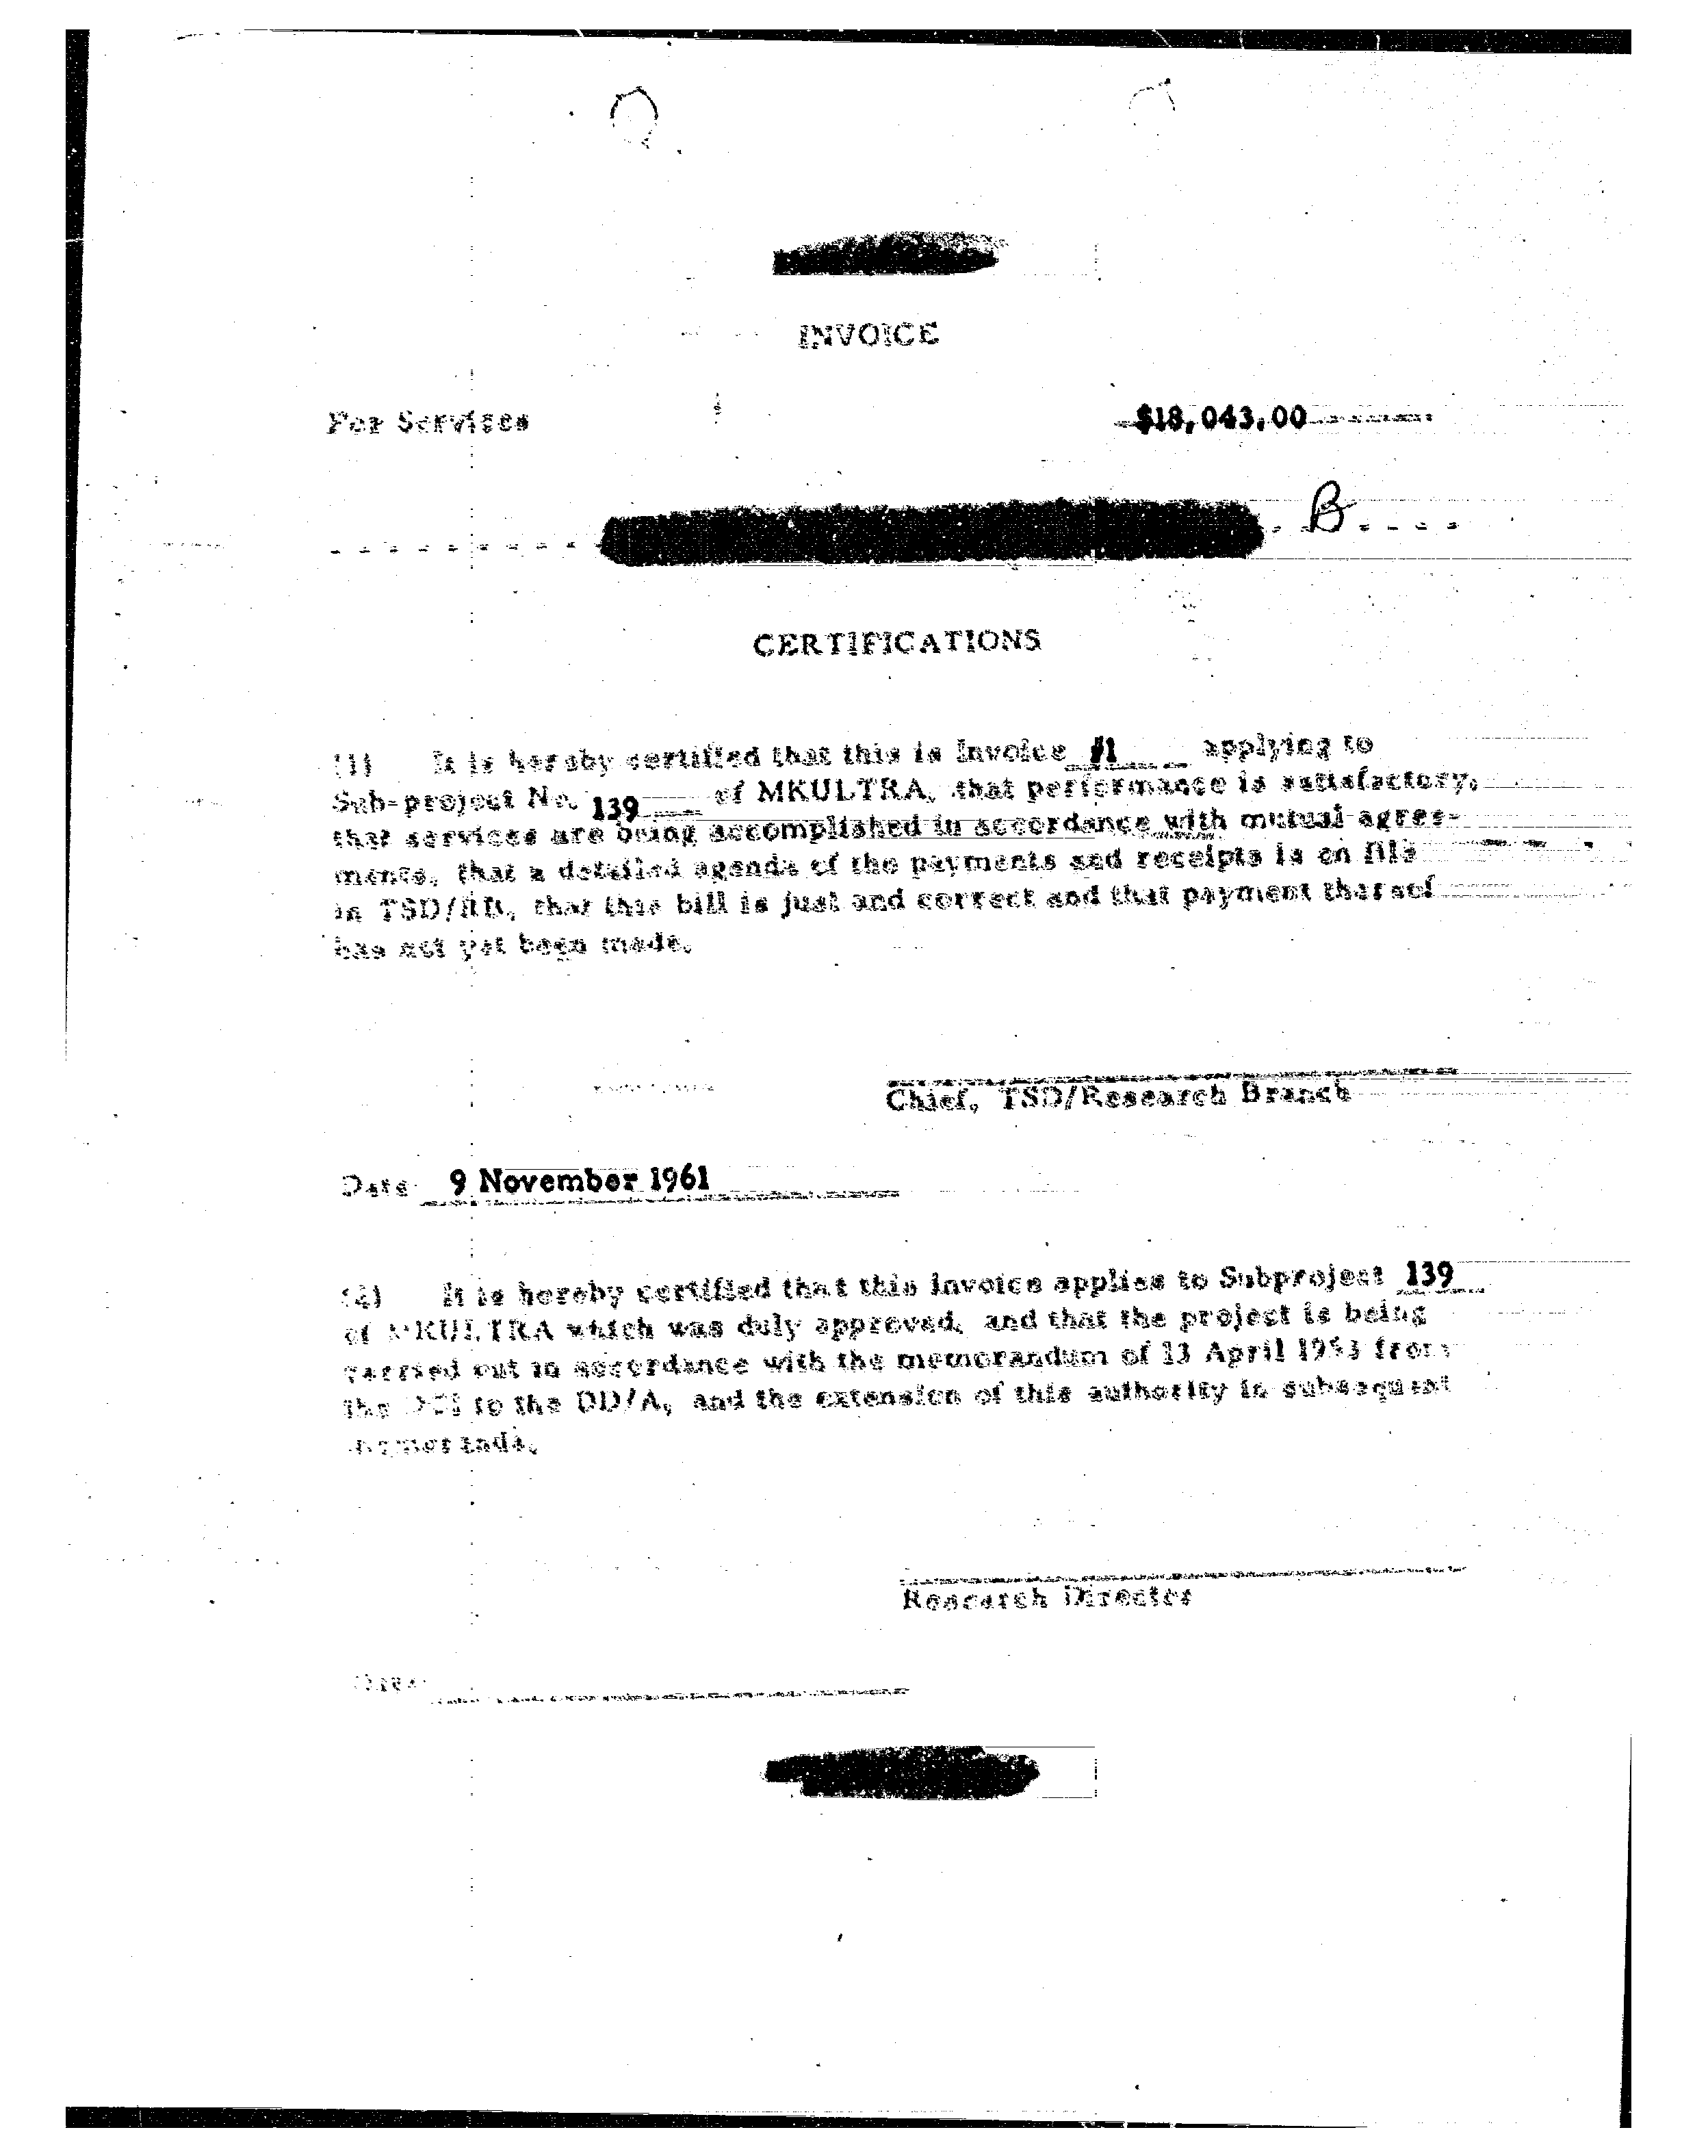 INVOICE
For Services $18,043.00
B
CERTIFICATIONS
(1) It is hereby certified that this is Invoice #1 applying to
Sub-project No. 139 of MKULTRA, that performance is satisfactory,
that services are being accomplished in accordance with mutual agree-
ments, that a detailed agenda of the payments and receipts is on file
in TSD/RB, that this bill is just and correct and that payment thereof
has not yet been made.
Chief, TSD/Research Branch
Date: 9 November 1961
(2) It is hereby certified that this invoice applies to Subproject 139
of MKULTRA which was duly approved, and that the project is being
carried out in accordance with the memorandum of 13 April 1953 from
the DCI to the DD/A, and the extension of this authority in subsequent
memoranda.
Research Director
Date: